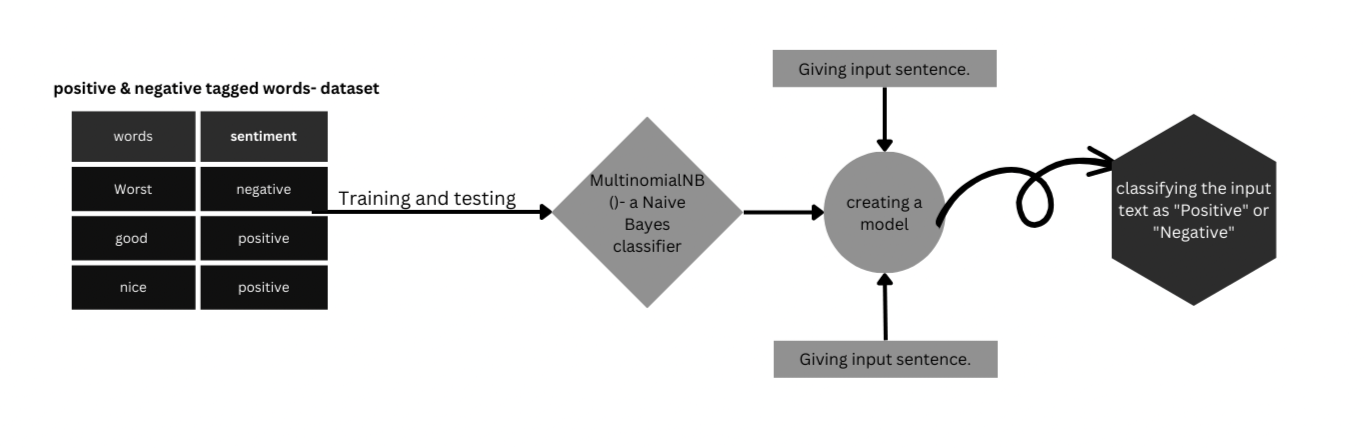 positive & negative tagged words- dataset
words sentiment
Worst negative
good positive
nice positive
Training and testing
MultinomialNB
()- a Naive
Bayes
classifier
Giving input sentence.
creating a
model
Giving input sentence.
classifying the input
text as "Positive" or
"Negative"